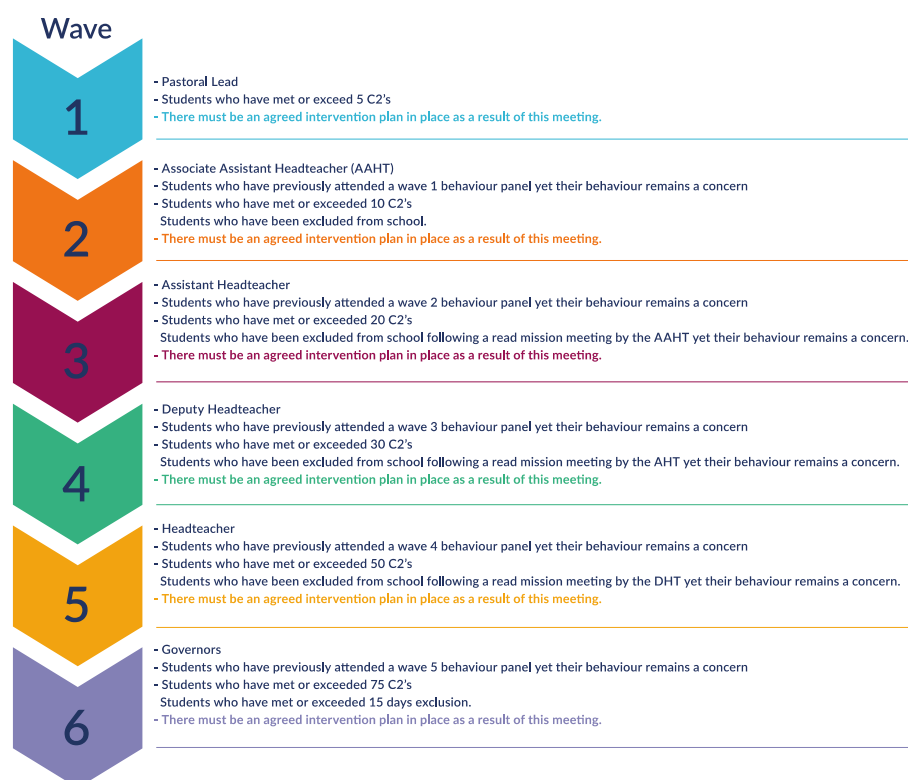 Wave
1
- Pastoral Lead
- Students who have met or exceed 5 C2's
- There must be an agreed intervention plan in place as a result of this meeting.
2
- Associate Assistant Headteacher (AAHT)
- Students who have previously attended a wave 1 behaviour panel yet their behaviour remains a concern
- Students who have met or exceeded 10 C2's
Students who have been excluded from school.
- There must be an agreed intervention plan in place as a result of this meeting.
3
- Assistant Headteacher
- Students who have previously attended a wave 2 behaviour panel yet their behaviour remains a concern
- Students who have met or exceeded 20 C2's
Students who have been excluded from school following a read mission meeting by the AAHT yet their behaviour remains a concern.
- There must be an agreed intervention plan in place as a result of this meeting.
4
- Deputy Headteacher
- Students who have previously attended a wave 3 behaviour panel yet their behaviour remains a concern
- Students who have met or exceeded 30 C2's
Students who have been excluded from school following a read mission meeting by the AHT yet their behaviour remains a concern.
- There must be an agreed intervention plan in place as a result of this meeting.
5
- Headteacher
- Students who have previously attended a wave 4 behaviour panel yet their behaviour remains a concern
- Students who have met or exceeded 50 C2's
Students who have been excluded from school following a read mission meeting by the DHT yet their behaviour remains a concern.
- There must be an agreed intervention plan in place as a result of this meeting.
6
- Governors
- Students who have previously attended a wave 5 behaviour panel yet their behaviour remains a concern
- Students who have met or exceeded 75 C2's
Students who have met or exceeded 15 days exclusion.
- There must be an agreed intervention plan in place as a result of this meeting.